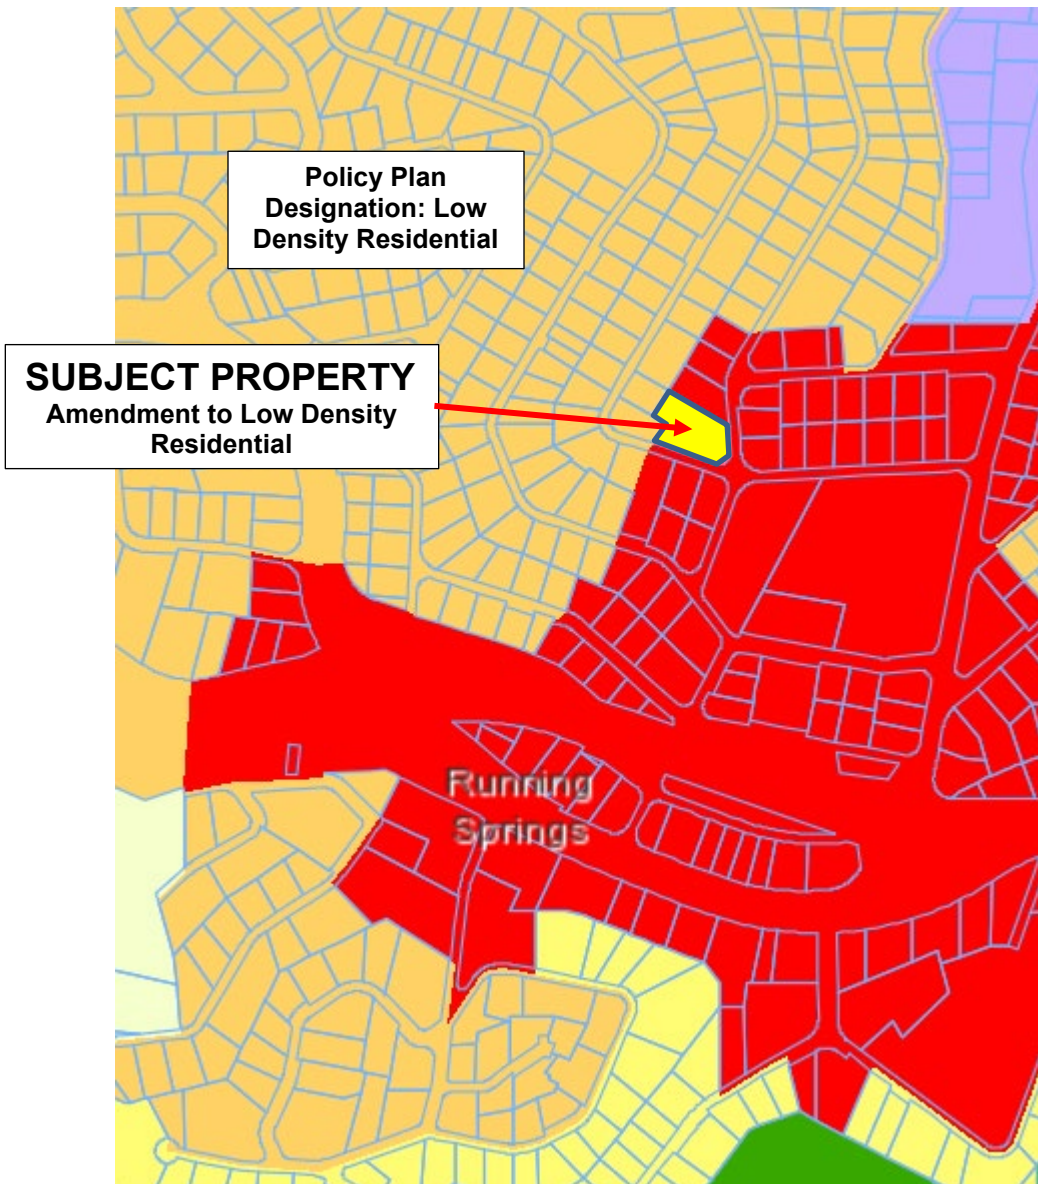 Policy Plan
Designation: Low
Density Residential
SUBJECT PROPERTY
Amendment to Low Density
Residential
Running
Springs